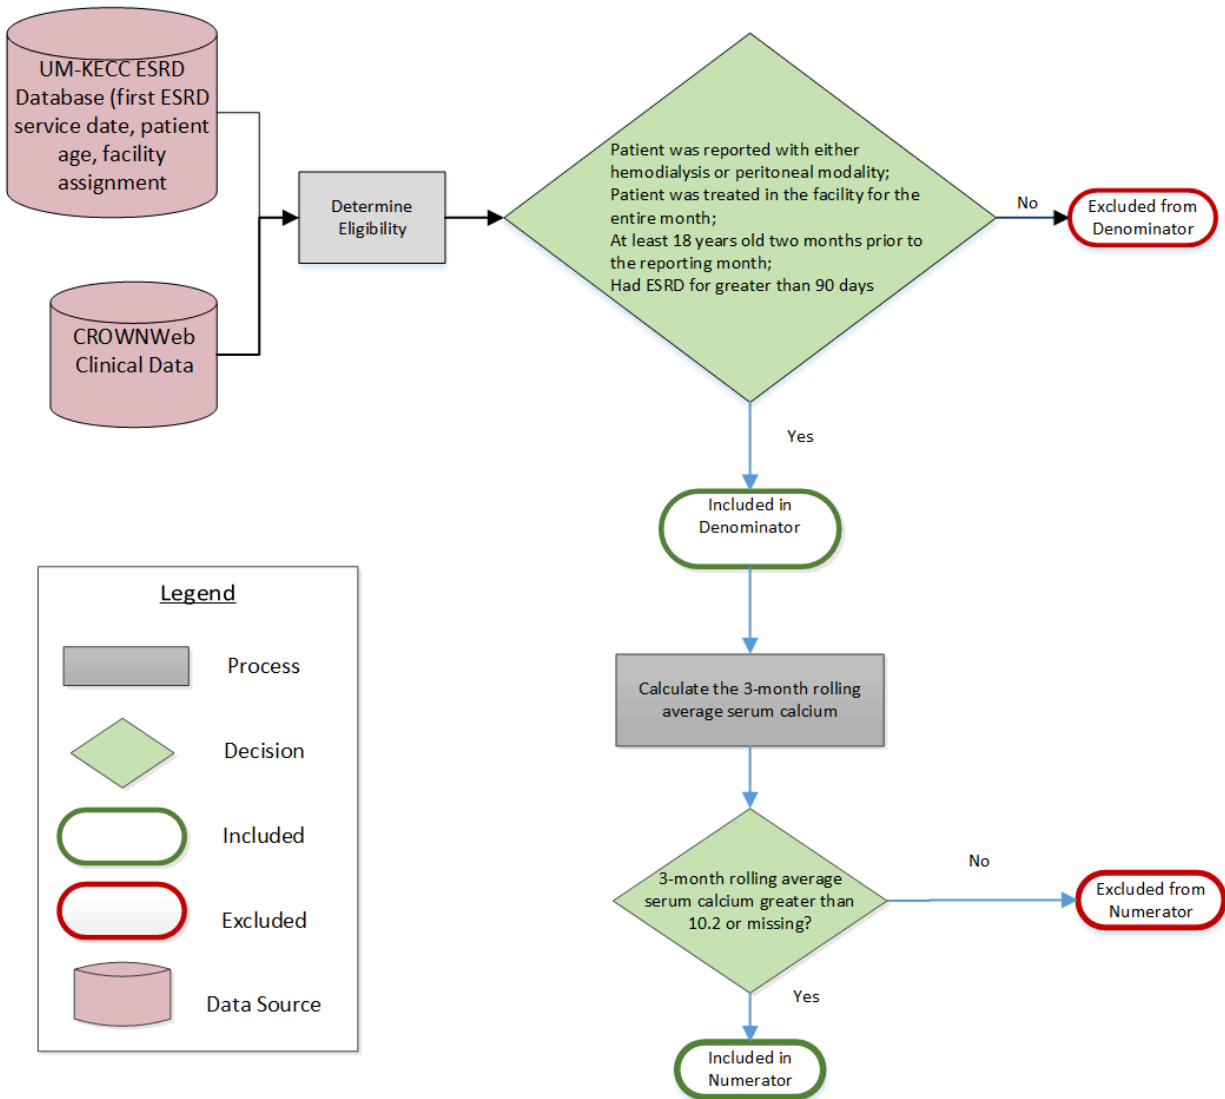 UM-KECC ESRD
Database (first ESRD
service date, patient
age, facility
assignment
CROWNWeb
Clinical Data
Determine
Eligibility
Patient was reported with either
hemodialysis or peritoneal modality;
Patient was treated in the facility for the
entire month;
At least 18 years old two months prior to
the reporting month;
Had ESRD for greater than 90 days
No
Excluded from
Denominator
Yes
Included in
Denominator
Calculate the 3-month rolling
average serum calcium
3-month rolling average
serum calcium greater than
10.2 or missing?
No
Excluded from
Numerator
Yes
Included in
Numerator
Legend
Process
Decision
Included
Excluded
Data Source